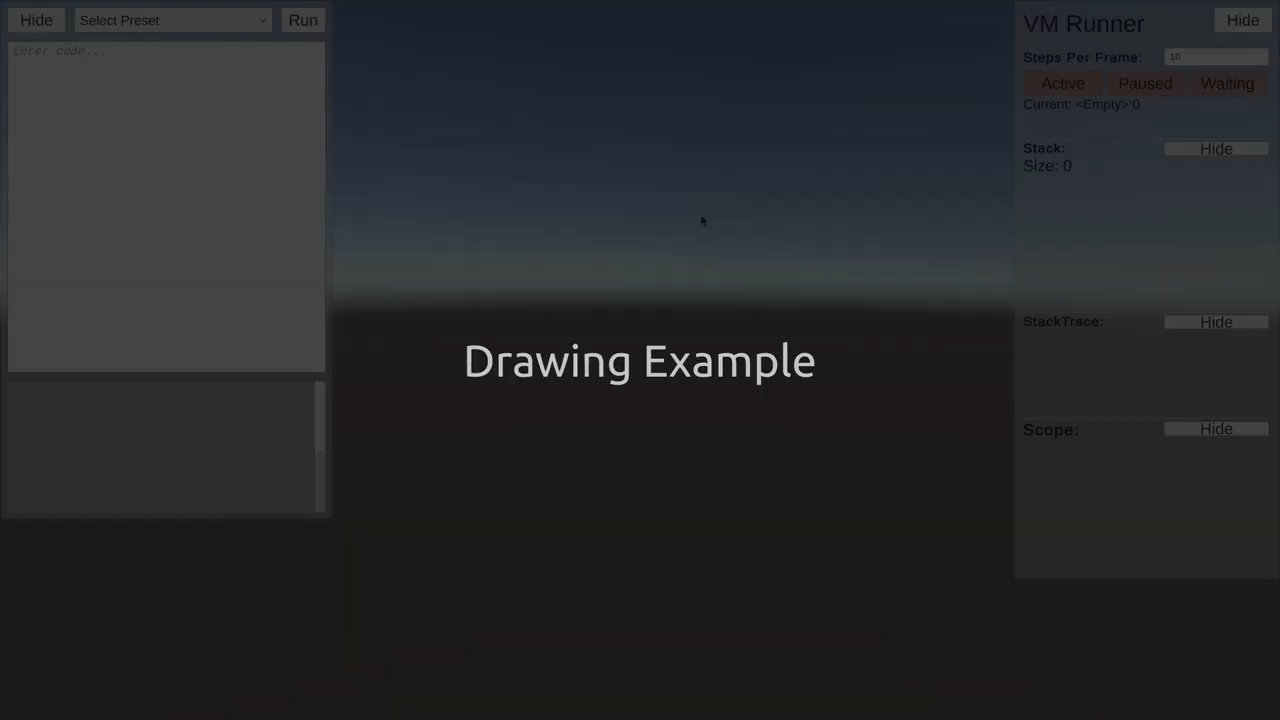 Hide
Select Preset
Run
Enter code...
Drawing Example
VM Runner
Hide
Steps Per Frame:
10
Active
Paused
Waiting
Current: <Empty>:0
Stack:
Hide
Size: 0
StackTrace:
Hide
Scope:
Hide